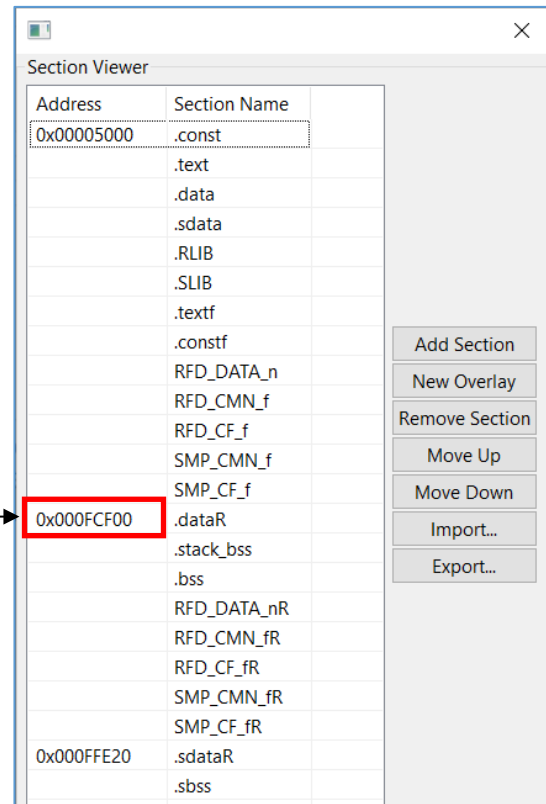 Section Viewer
Address Section Name
0x00005000 .const
.text
.data
.sdata
.RLIB
.SLIB
.textf
.constf
RFD_DATA_n
RFD_CMN_f
RFD_CF_f
SMP_CMN_f
SMP_CF_f
0x000FCF00 .dataR
.stack_bss
.bss
RFD_DATA_nR
RFD_CMN_fR
RFD_CF_fR
SMP_CMN_fR
SMP_CF_fR
0x000FFE20 .sdataR
.sbss
Add Section
New Overlay
Remove Section
Move Up
Move Down
Import...
Export...